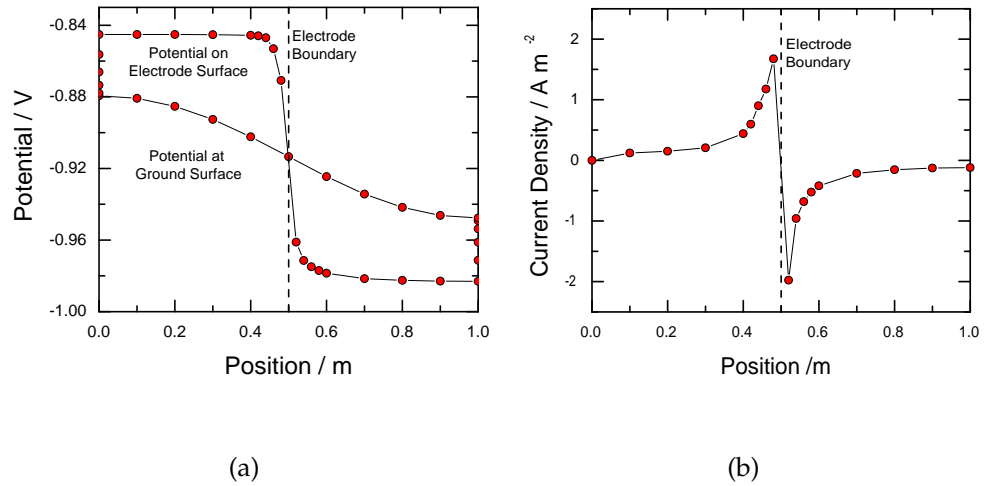 -0.84
-0.88
-0.92
-0.96
-1.00
Potential / V
Potential on
Electrode Surface
Electrode
Boundary
Potential at
Ground Surface
0.0 0.2 0.4 0.6 0.8 1.0
Position / m
(a)
2
1
0
-1
-2
Current Density / A m-2
Electrode
Boundary
0.0 0.2 0.4 0.6 0.8 1.0
Position /m
(b)